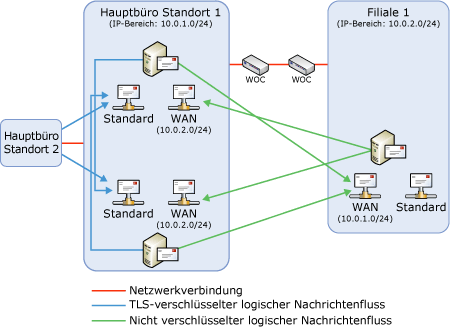 Hauptbüro Standort 1
(IP-Bereich: 10.0.1.0/24)
Filiale 1
(IP-Bereich: 10.0.2.0/24)
WOC
WOC
Standard
WAN
(10.0.2.0/24)
Hauptbüro
Standort 2
Standard
WAN
(10.0.2.0/24)
WAN
(10.0.1.0/24)
Standard
Netzwerkverbindung
TLS-verschlüsselter logischer Nachrichtenfluss
Nicht verschlüsselter logischer Nachrichtenfluss